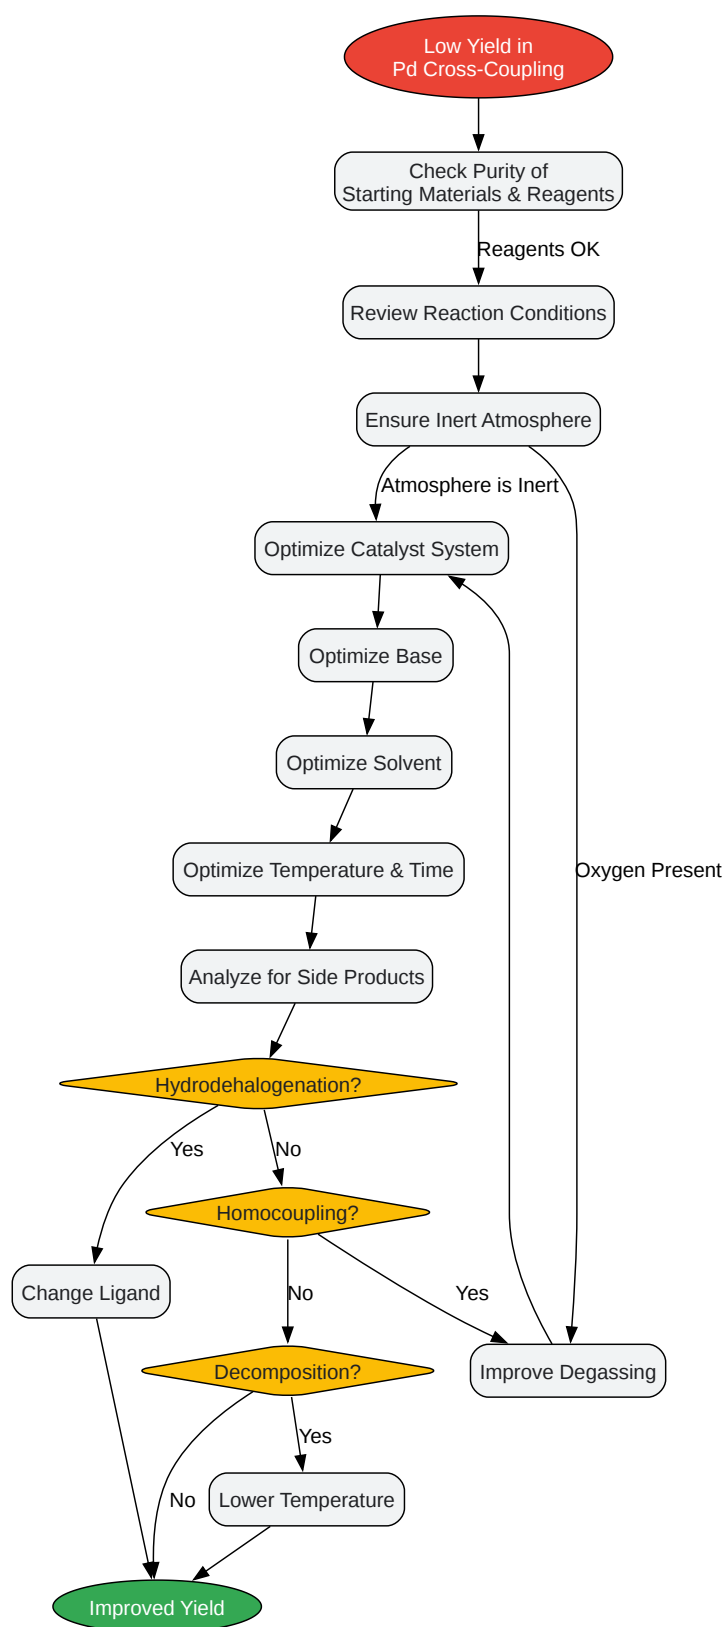 Low Yield in
Pd Cross-Coupling
Check Purity of
Starting Materials & Reagents
Reagents OK
Review Reaction Conditions
Ensure Inert Atmosphere
Atmosphere is Inert
Optimize Catalyst System
Optimize Base
Optimize Solvent
Optimize Temperature & Time
Oxygen Present
Analyze for Side Products
Hydrodehalogenation?
Yes
No
Homocoupling?
Change Ligand
No
Yes
Decomposition?
Improve Degassing
Yes
No
Lower Temperature
Improved Yield